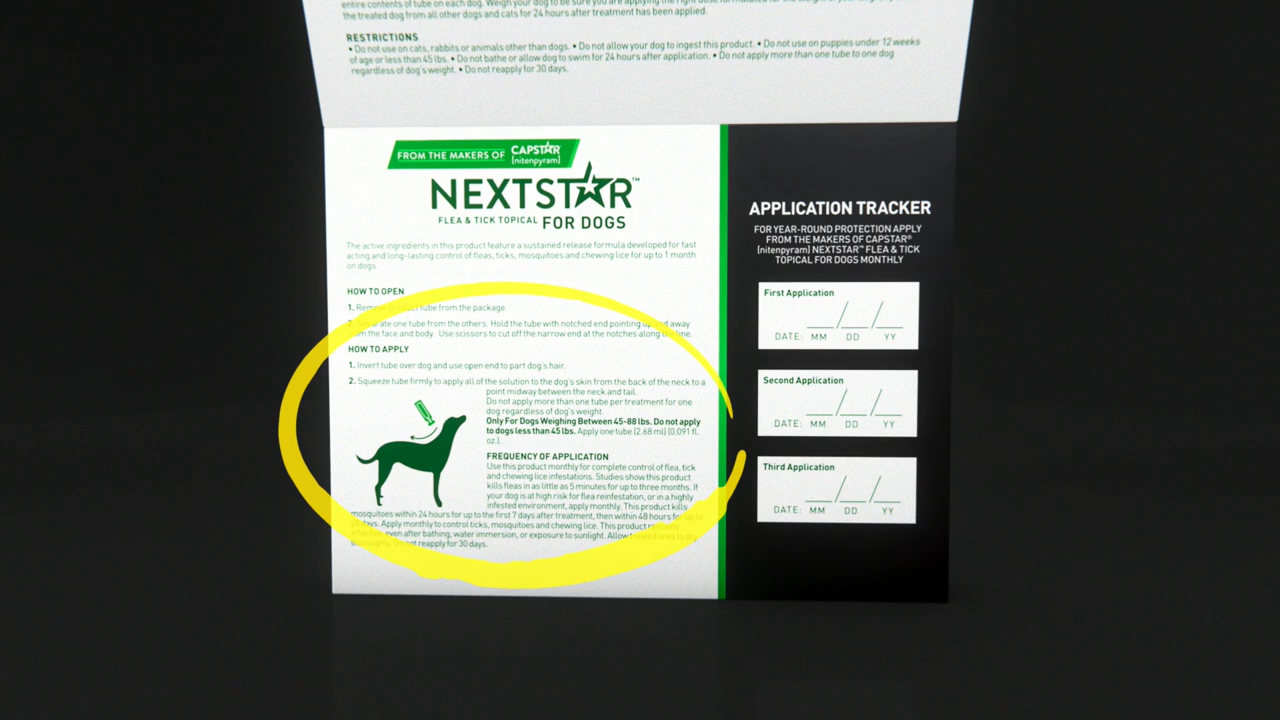 entire contents of tube on each dog. Weigh your dog to be sure you are applying the right dose formulated for the weight of your dog.
the treated dog from all other dogs and cats for 24 hours after treatment has been applied.
RESTRICTIONS
• Do not use on cats, rabbits or animals other than dogs. • Do not allow your dog to ingest this product. • Do not use on puppies under 12 weeks
of age or less than 45 lbs. • Do not bathe or allow dog to swim for 24 hours after application. • Do not apply more than one tube to one dog
regardless of dog's weight. • Do not reapply for 30 days.
FROM THE MAKERS OF CAPSTAR
(nitenpyram)
NEXTSTAR™
FLEA & TICK TOPICAL FOR DOGS
The active ingredients in this product feature a sustained release formula developed for fast
acting and long-lasting control of fleas, ticks, mosquitoes and chewing lice for up to 1 month
on dogs.
HOW TO OPEN
1. Remove product tube from the package.
2. Separate one tube from the others. Hold the tube with notched end pointing up and away
from the face and body. Use scissors to cut off the narrow end at the notches along the line.
HOW TO APPLY
1. Invert tube over dog and use open end to part dog's hair.
2. Squeeze tube firmly to apply all of the solution to the dog's skin from the back of the neck to a
point midway between the neck and tail.
Do not apply more than one tube per treatment for one
dog regardless of dog's weight.
Only For Dogs Weighing Between 45-88 lbs. Do not apply
to dogs less than 45 lbs. Apply one tube (2.68 ml) (0.091 fl.
oz.).
FREQUENCY OF APPLICATION
Use this product monthly for complete control of flea, tick
and chewing lice infestations. Studies show this product
kills fleas in as little as 5 minutes for up to three months. If
your dog is at high risk for flea reinfestation, or in a highly
infested environment, apply monthly. This product kills
mosquitoes within 24 hours for up to the first 7 days after treatment, then within 48 hours for up to
28 days. Apply monthly to control ticks, mosquitoes and chewing lice. This product remains
effective, even after bathing, water immersion, or exposure to sunlight. Allow treated area to dry
thoroughly. Do not reapply for 30 days.
APPLICATION TRACKER
FOR YEAR-ROUND PROTECTION APPLY
FROM THE MAKERS OF CAPSTAR®
(nitenpyram) NEXTSTAR™ FLEA & TICK
TOPICAL FOR DOGS MONTHLY
First Application
__/__/__
DATE: MM DD YY
Second Application
__/__/__
DATE: MM DD YY
Third Application
__/__/__
DATE: MM DD YY